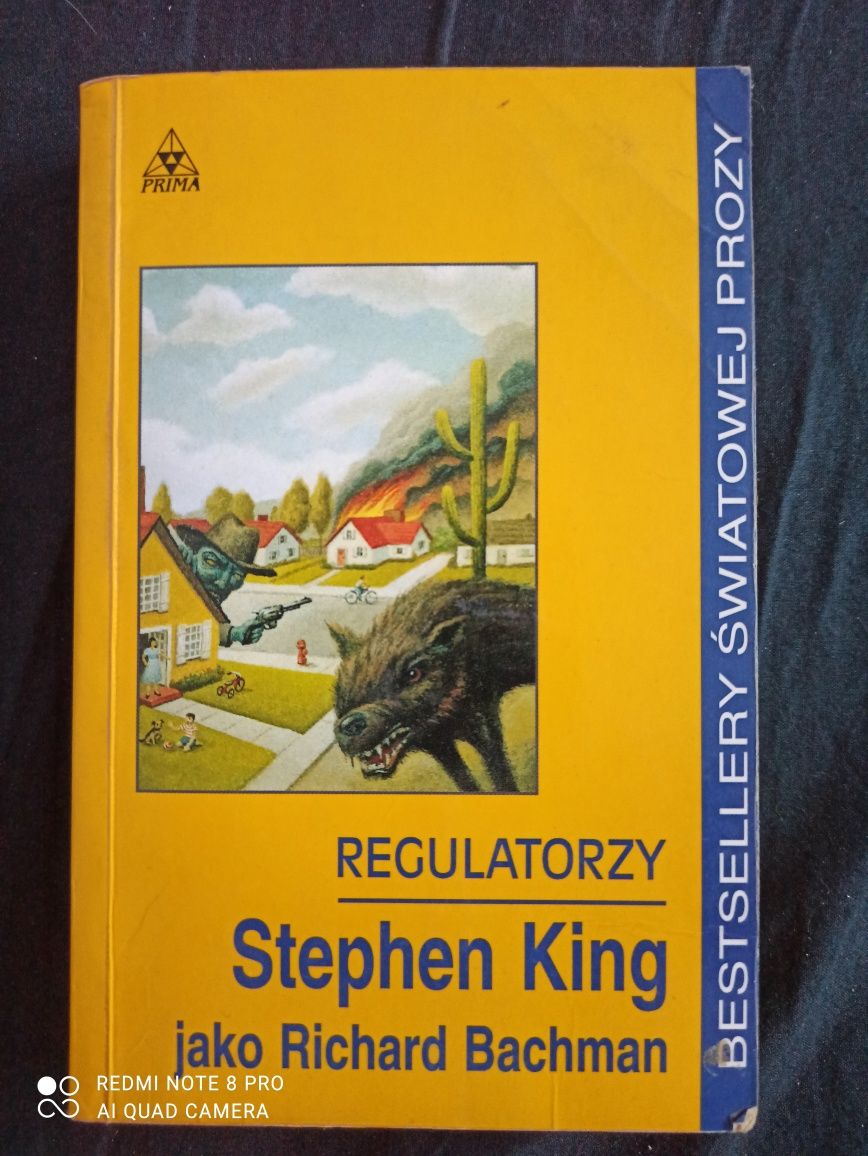 PRIMA
REGULATORZY
Stephen King
jako Richard Bachman
BESTSELLERY ŚWIATOWEJ PROZY
REDMI NOTE 8 PRO
AI QUAD CAMERA